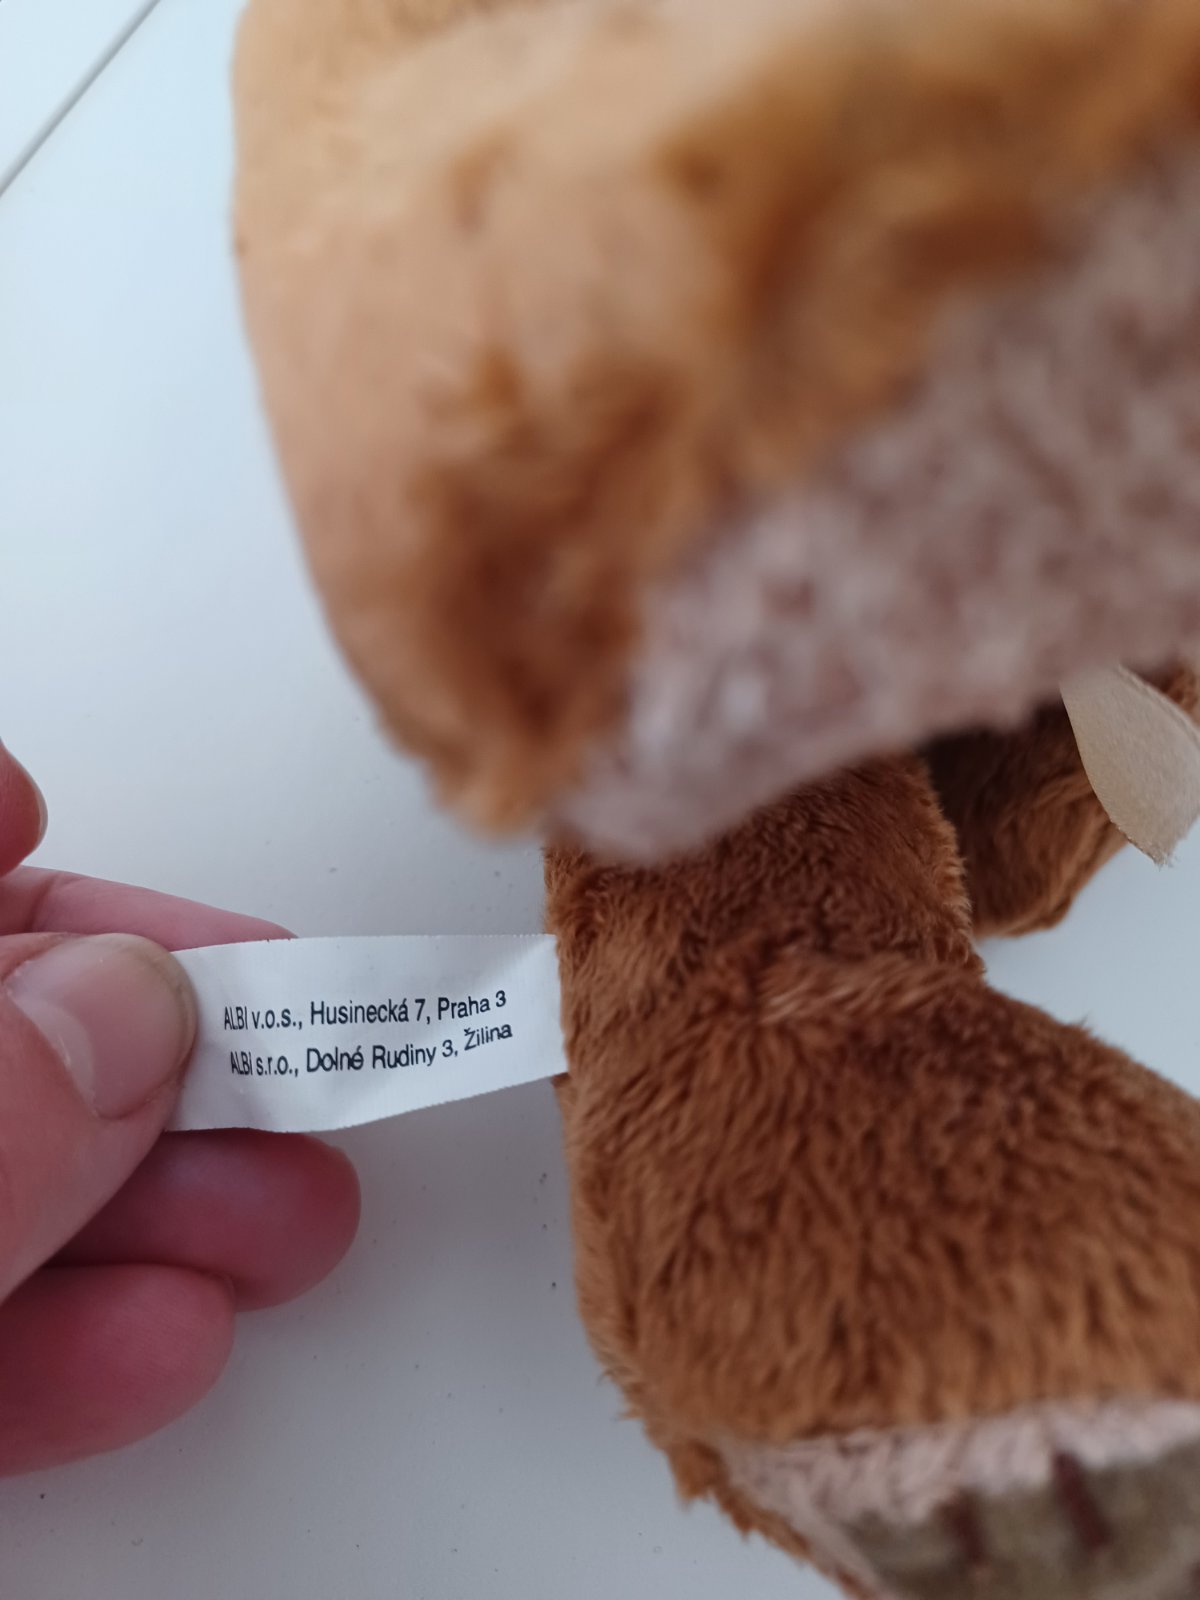 ALBI v.o.s., Husinecká 7, Praha 3
ALBI s.r.o., Dolné Rudiny 3, Žilina